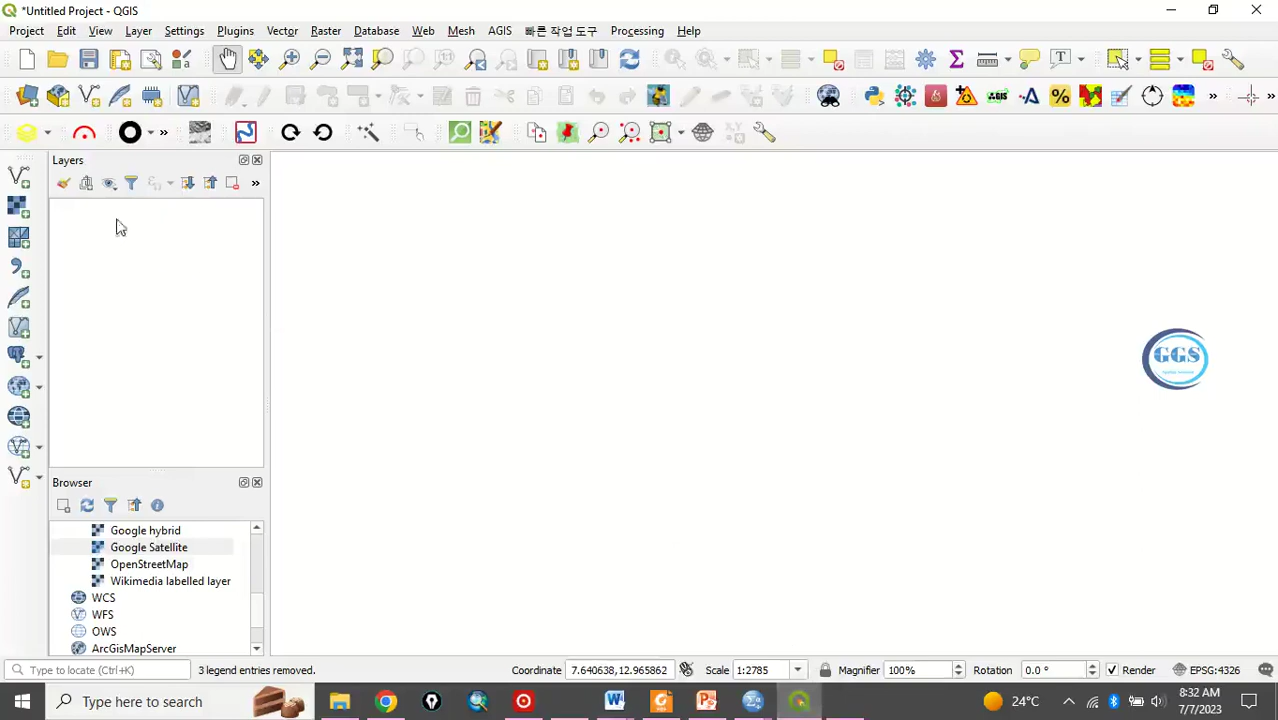 *Untitled Project - QGIS
Project Edit View Layer Settings Plugins Vector Raster Database Web Mesh AGIS 빠른 작업 도구 Processing Help
Layers
GGS
Browser
Google hybrid
Google Satellite
OpenStreetMap
Wikimedia labelled layer
WCS
WFS
OWS
ArcGisMapServer
Type to locate (Ctrl+K) 3 legend entries removed. Coordinate 7.640638,12.965862 Scale 1:2785 Magnifier 100% Rotation 0.0 ° Render EPSG:4326
Type here to search 24°C 8:32 AM
7/7/2023